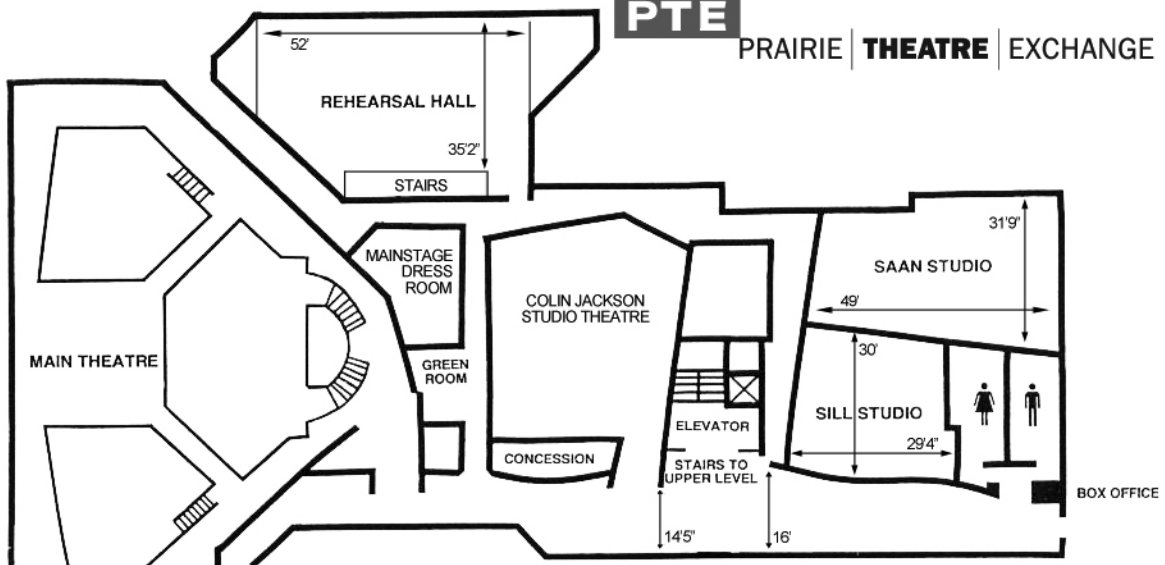 PTE
PRAIRIE | THEATRE | EXCHANGE
52'
REHEARSAL HALL
35'2"
STAIRS
MAINSTAGE
DRESS
ROOM
COLIN JACKSON
STUDIO THEATRE
31'9"
SAAN STUDIO
49'
MAIN THEATRE
GREEN
ROOM
30'
SILL STUDIO
29'4"
ELEVATOR
CONCESSION
STAIRS TO
UPPER LEVEL
BOX OFFICE
14'5"
16'